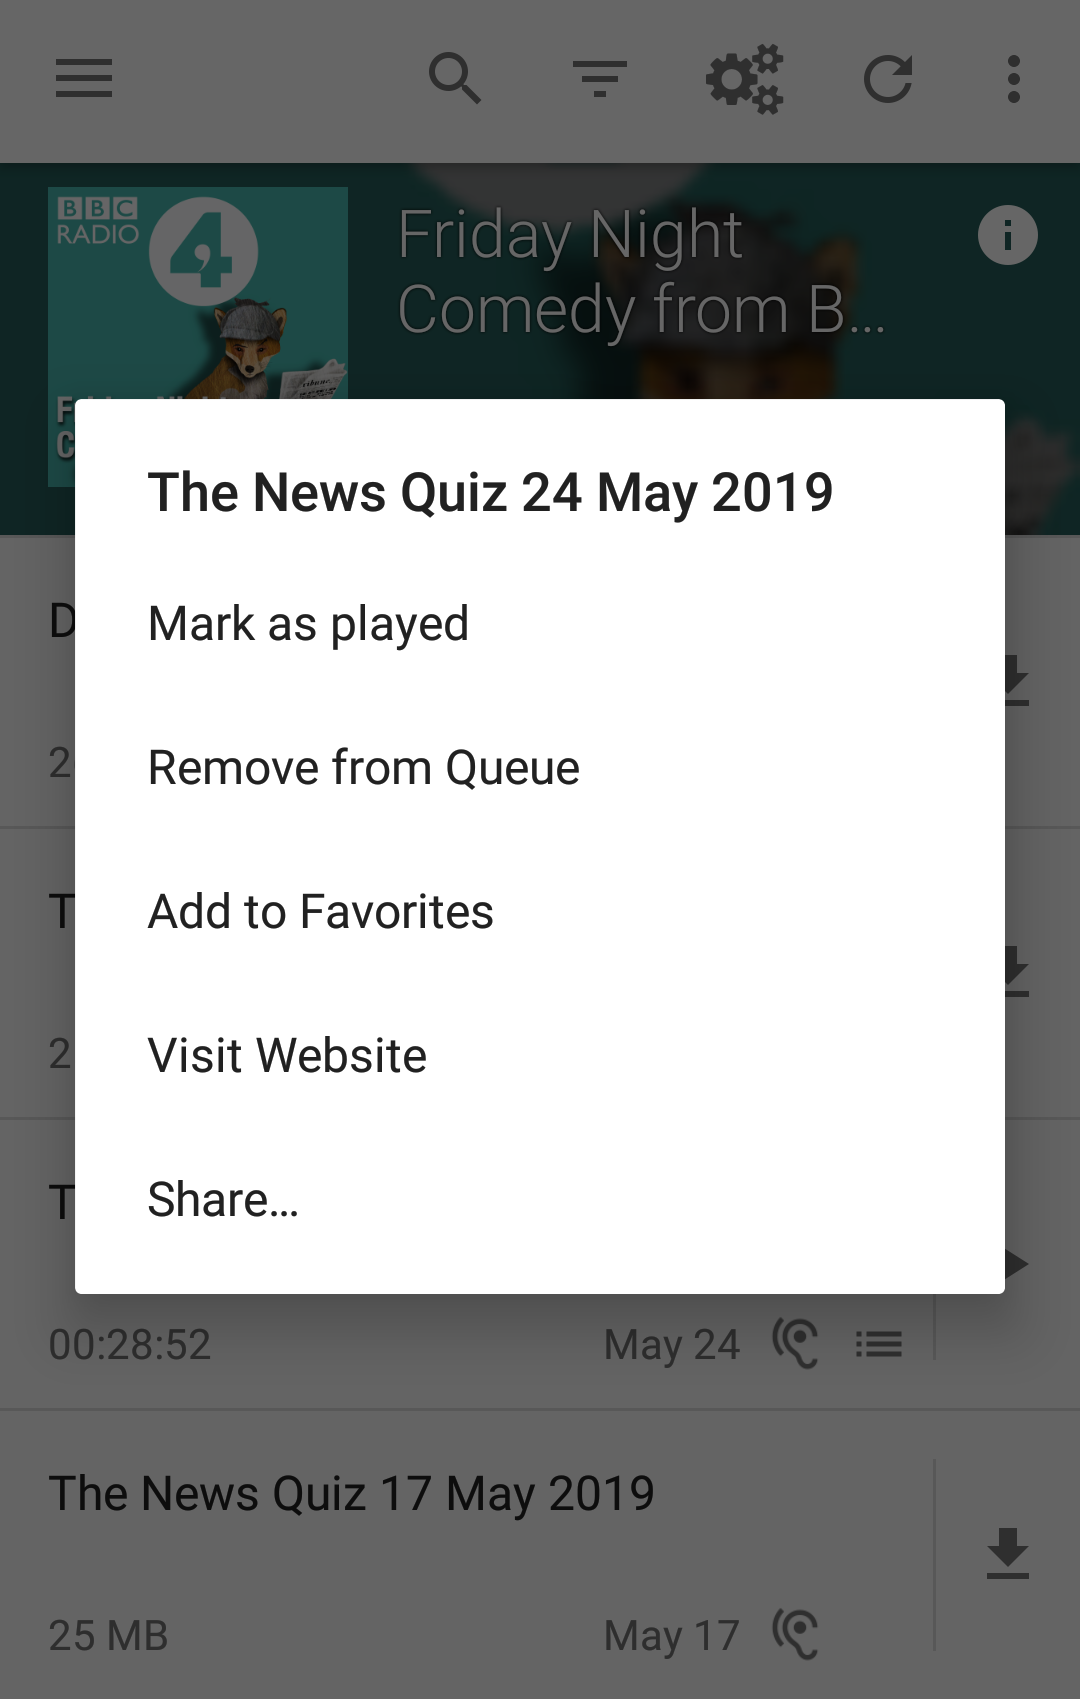 BBC
RADIO 4
Friday Night
Comedy from B...
The News Quiz 24 May 2019
Mark as played
Remove from Queue
Add to Favorites
Visit Website
Share...
00:28:52
May 24
The News Quiz 17 May 2019
25 MB
May 17